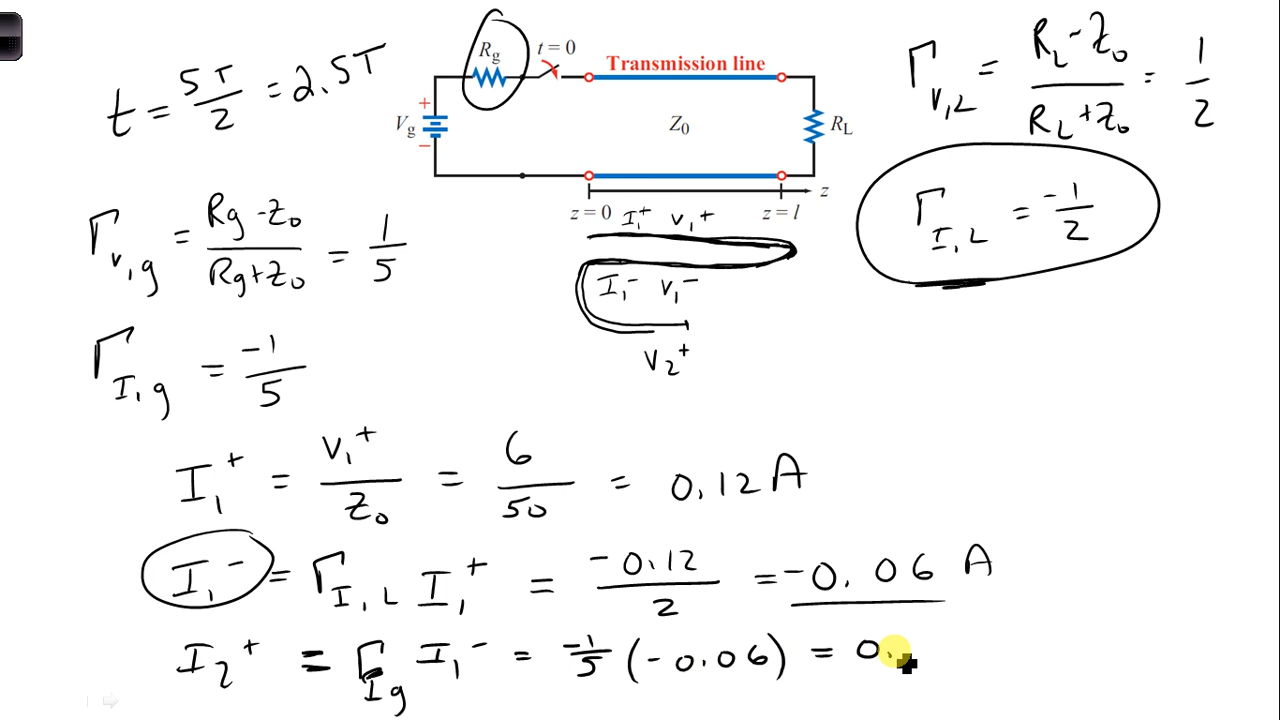 t = 5T/2 = 2.5T
Rg
t = 0
Transmission line
+
Vg
−
Z0
RL
z
z = 0
z = l
Γv,L = (RL - Z0)/(RL + Z0) = 1/2
ΓI,L = -1/2
Γv,g = (Rg - Z0)/(Rg + Z0) = 1/5
ΓI,g = -1/5
I1+ V1+
I1- V1-
V2+
I1+ = V1+/Z0 = 6/50 = 0.12 A
I1- = ΓI,L I1+ = -0.12/2 = -0.06 A
I2+ = ΓIg I1- = -1/5 (-0.06) = 0.